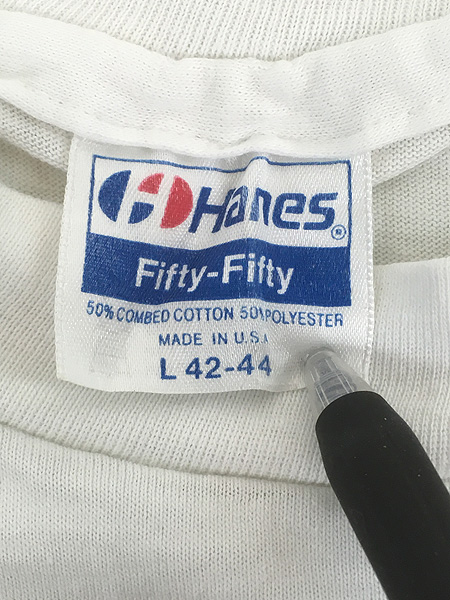 Hanes®
Fifty-Fifty
50% COMBED COTTON 50% POLYESTER
MADE IN U.S.A
L 42-44